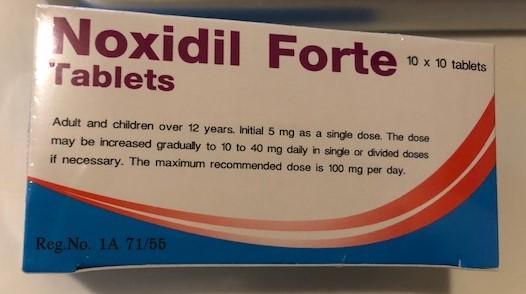 Noxidil Forte 10 x 10 tablets
Tablets
Adult and children over 12 years. Initial 5 mg as a single dose. The dose
may be increased gradually to 10 to 40 mg daily in single or divided doses
if necessary. The maximum recommended dose is 100 mg per day.
Reg.No. 1A 71/55